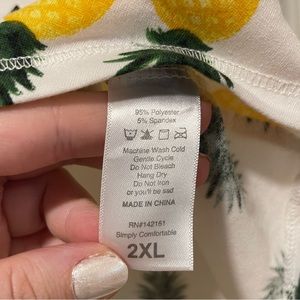 95% Polyester
5% Spandex
Machine Wash Cold
Gentle Cycle
Do Not Bleach
Hang Dry
Do Not Iron
or you'll be sad
MADE IN CHINA
RN#142161
Simply Comfortable
2XL